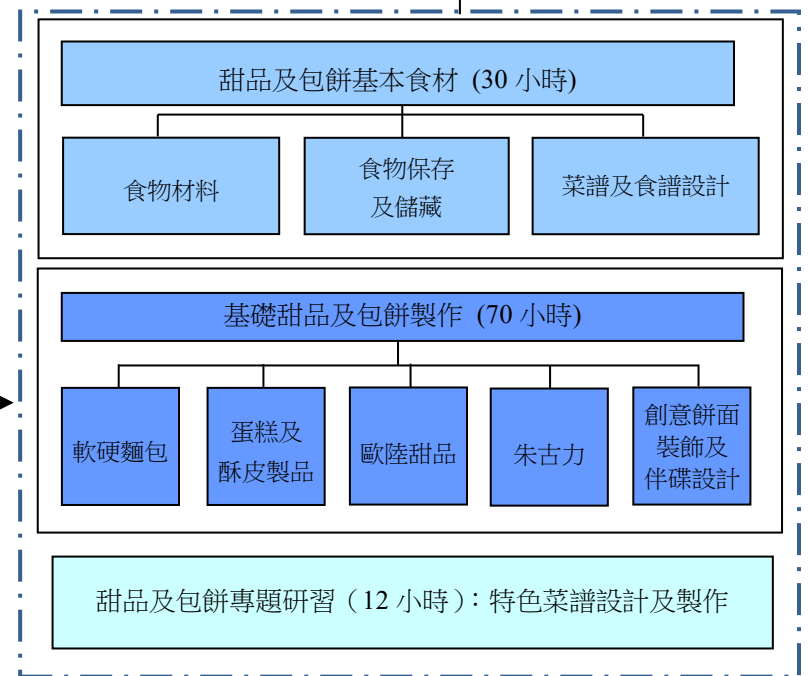 甜品及包餅基本食材 (30 小時)
食物材料
食物保存
及儲藏
菜譜及食譜設計
基礎甜品及包餅製作 (70 小時)
軟硬麵包
蛋糕及
酥皮製品
歐陸甜品
朱古力
創意餅面
裝飾及
伴碟設計
甜品及包餅專題研習（12 小時）：特色菜譜設計及製作